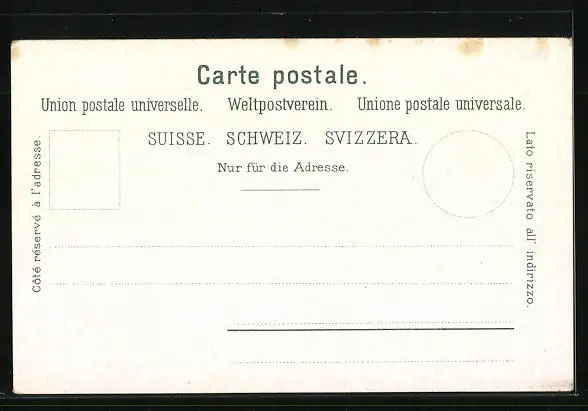 Carte postale.
Union postale universelle. Weltpostverein. Unione postale universale.
SUISSE. SCHWEIZ. SVIZZERA.
Nur für die Adresse.
Côté réservé à l'adresse.
Lato riservato all' indirizzo.